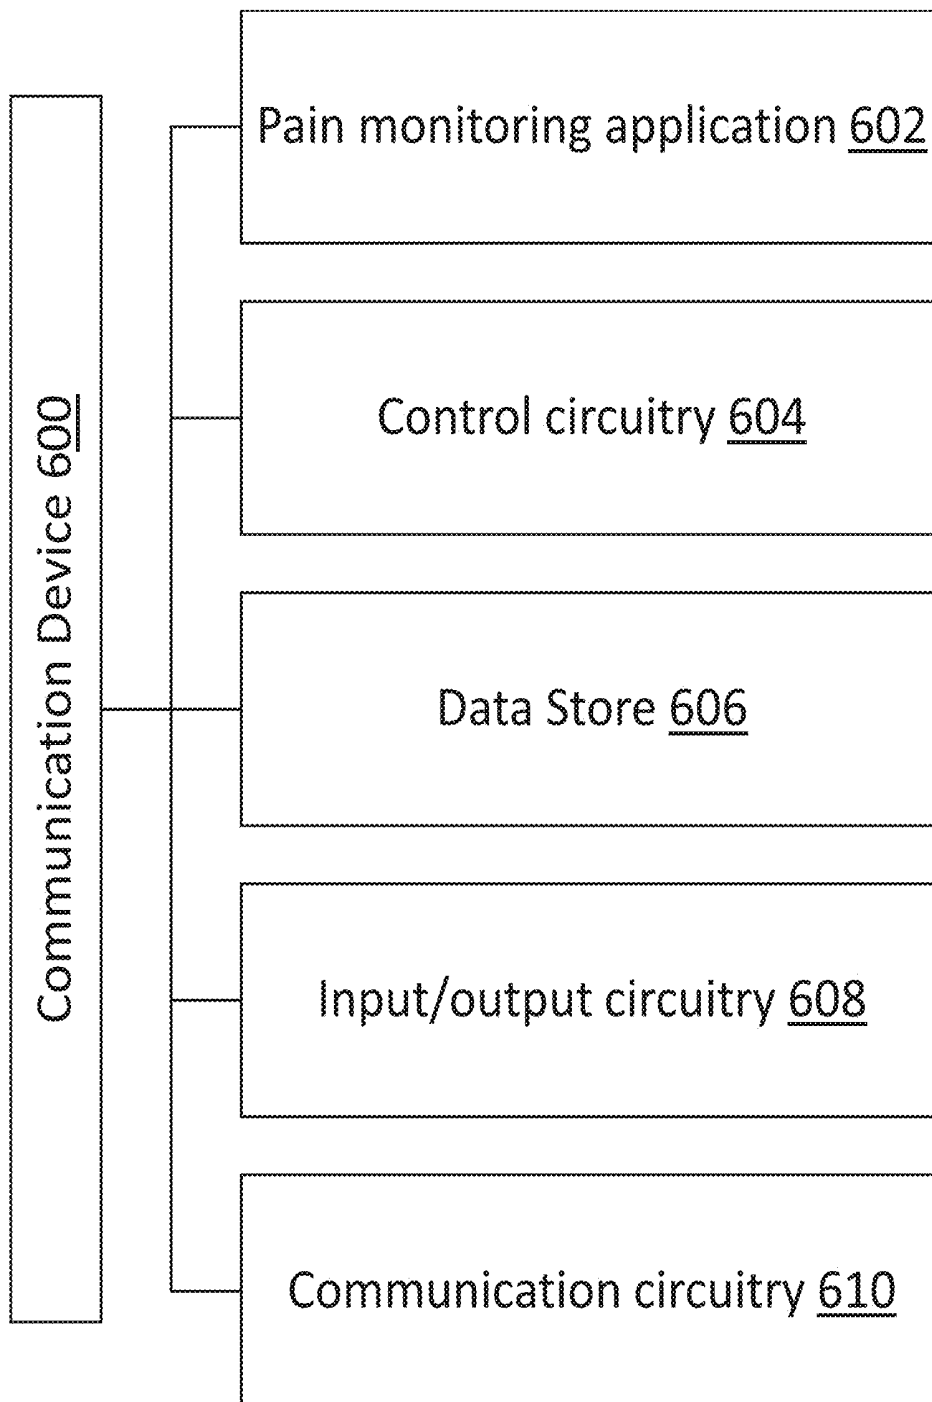 Communication Device 600
Pain monitoring application 602
Control circuitry 604
Data Store 606
Input/output circuitry 608
Communication circuitry 610